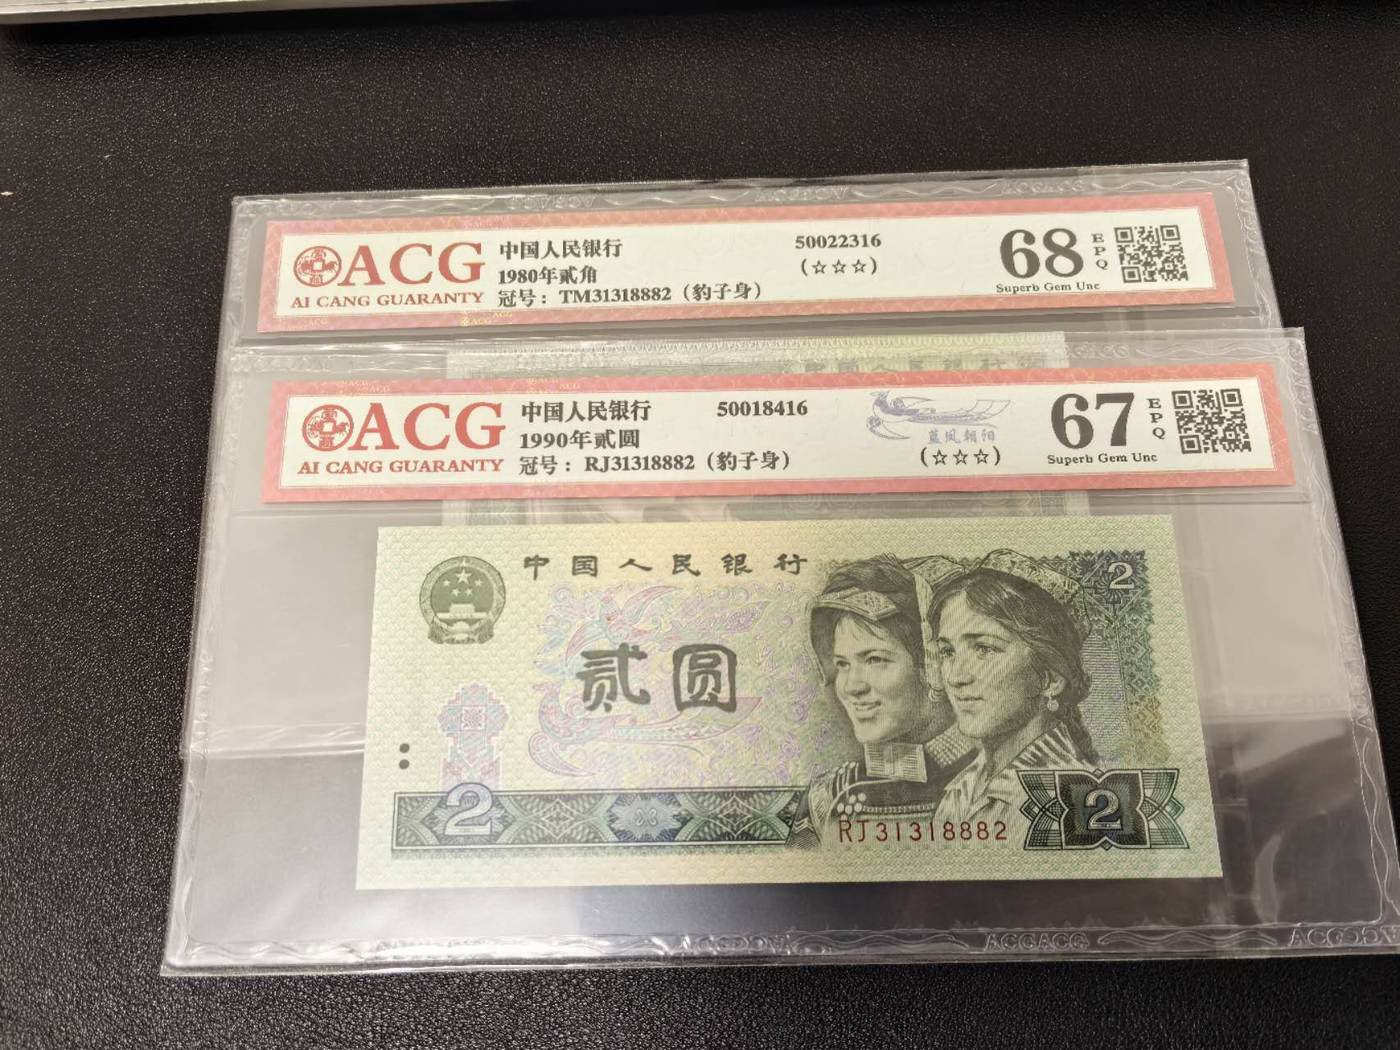 ACG
AI CANG GUARANTY
中国人民银行
1980年贰角
冠号：TM31318882（豹子身）
50022316
(☆☆☆)
68
EPQ
Superb Gem Unc
ACG
AI CANG GUARANTY
中国人民银行
1990年贰圆
冠号：RJ31318882（豹子身）
50018416
蓝凤朝阳
(☆☆☆)
67
EPQ
Superb Gem Unc
中国人民银行
2
贰圆
2
RJ31318882
2
ACGACG